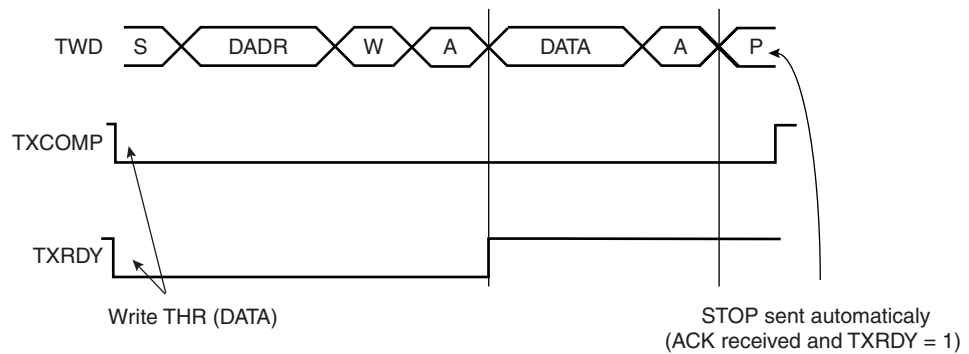 TWD S DADR W A DATA A P
TXCOMP
TXRDY
Write THR (DATA)
STOP sent automaticaly
(ACK received and TXRDY = 1)